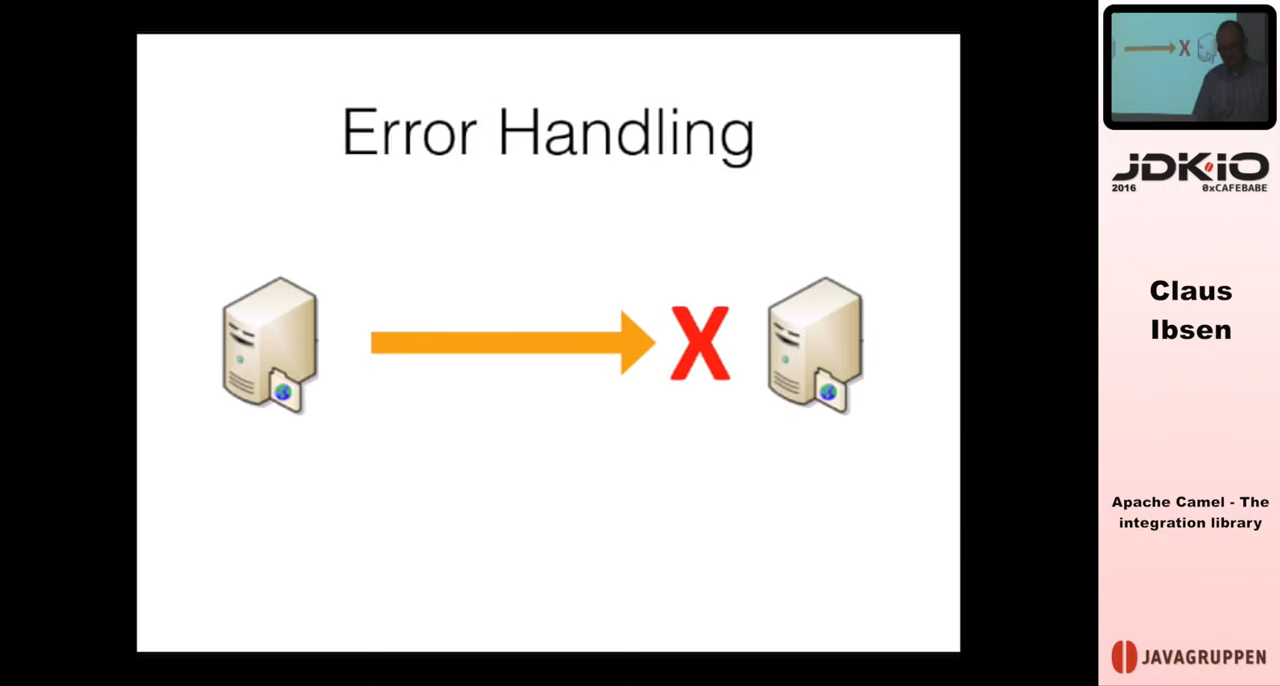 Error Handling
X
X
JDK.IO
2016 0xCAFEBABE
Claus
Ibsen
Apache Camel - The
integration library
JAVAGRUPPEN